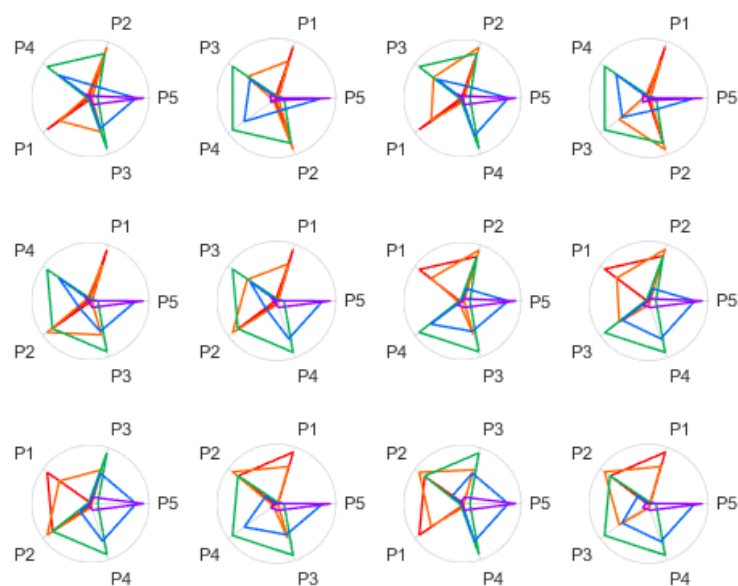 P2 P1 P2 P1
P4 P3 P3 P4
P5 P5 P5 P5
P1 P4 P1 P3
P3 P2 P4 P2
P1 P1 P2 P2
P4 P3 P1 P1
P5 P5 P5 P5
P2 P2 P4 P3
P3 P4 P3 P4
P3 P1 P3 P1
P1 P2 P2 P2
P5 P5 P5 P5
P2 P4 P1 P3
P4 P3 P4 P4